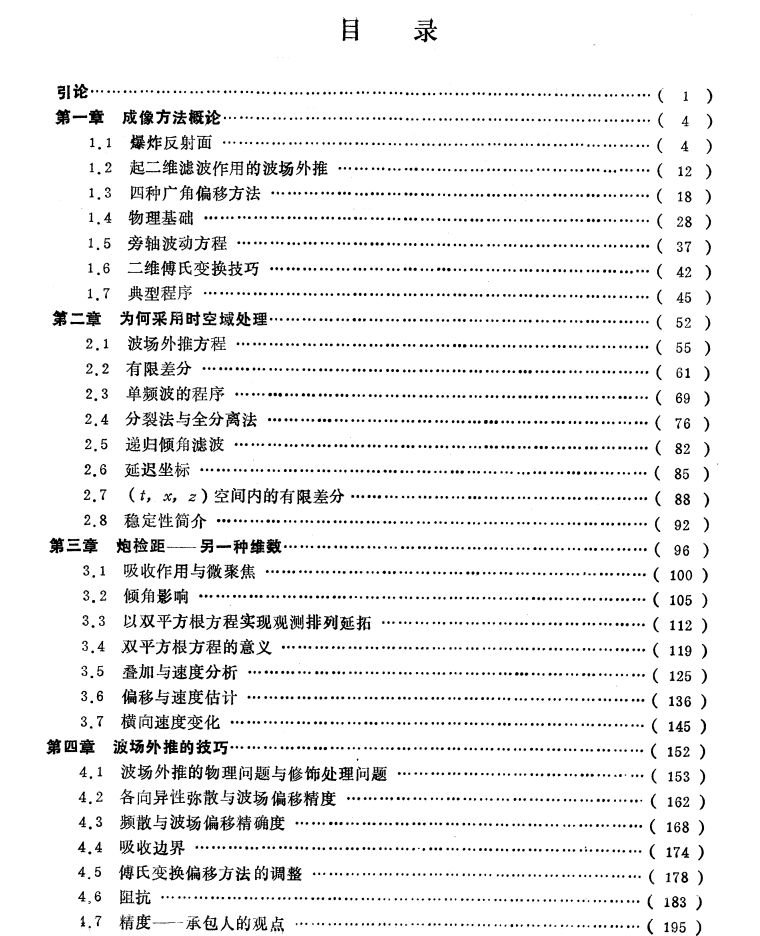 目 录
引论……………………………………………………( 1 )
第一章 成像方法概论……………………………………………………( 4 )
1.1 爆炸反射面 ……………………………………………………( 4 )
1.2 起二维滤波作用的波场外推 ……………………………………………………( 12 )
1.3 四种广角偏移方法 ……………………………………………………( 18 )
1.4 物理基础 ……………………………………………………( 28 )
1.5 旁轴波动方程 ……………………………………………………( 37 )
1.6 二维傅氏变换技巧 ……………………………………………………( 42 )
1.7 典型程序 ……………………………………………………( 45 )
第二章 为何采用时空域处理……………………………………………………( 52 )
2.1 波场外推方程 ……………………………………………………( 55 )
2.2 有限差分 ……………………………………………………( 61 )
2.3 单频波的程序 ……………………………………………………( 69 )
2.4 分裂法与全分离法 ……………………………………………………( 76 )
2.5 递归倾角滤波 ……………………………………………………( 82 )
2.6 延迟坐标 ……………………………………………………( 85 )
2.7 (t, x, z)空间内的有限差分 ……………………………………………………( 88 )
2.8 稳定性简介 ……………………………………………………( 92 )
第三章 炮检距——另一种维数……………………………………………………( 96 )
3.1 吸收作用与微聚焦 ……………………………………………………( 100 )
3.2 倾角影响 ……………………………………………………( 105 )
3.3 以双平方根方程实现观测排列延拓 ……………………………………………………( 112 )
3.4 双平方根方程的意义 ……………………………………………………( 119 )
3.5 叠加与速度分析 ……………………………………………………( 125 )
3.6 偏移与速度估计 ……………………………………………………( 136 )
3.7 横向速度变化 ……………………………………………………( 145 )
第四章 波场外推的技巧……………………………………………………( 152 )
4.1 波场外推的物理问题与修饰处理问题 ……………………………………………………( 153 )
4.2 各向异性弥散与波场偏移精度 ……………………………………………………( 162 )
4.3 频散与波场偏移精确度 ……………………………………………………( 168 )
4.4 吸收边界 ……………………………………………………( 174 )
4.5 傅氏变换偏移方法的调整 ……………………………………………………( 178 )
4.6 阻抗 ……………………………………………………( 183 )
4.7 精度——承包人的观点 ……………………………………………………( 195 )